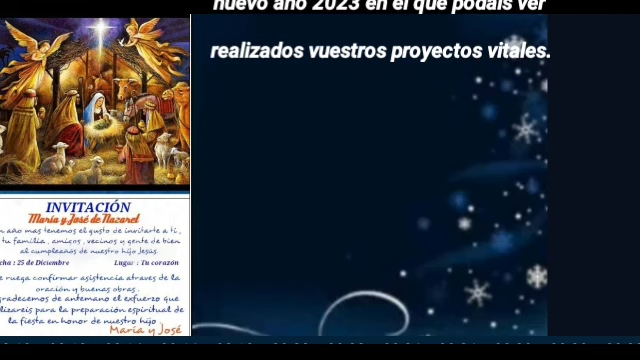 nuevo año 2023 en el que podáis ver
realizados vuestros proyectos vitales.
INVITACIÓN
María y José de Nazaret
año mas tenemos el gusto de invitarte a ti,
tu familia, amigos, vecinos y gente de bien
al cumpleaños de nuestro hijo Jesús.
cha : 25 de Diciembre Lugar : Tu corazón
ruega confirmar asistencia atraves de la
oración y buenas obras.
gradecemos de antemano el exfuerzo que
lizareis para la preparación espiritual de
la fiesta en honor de nuestro hijo
María y José